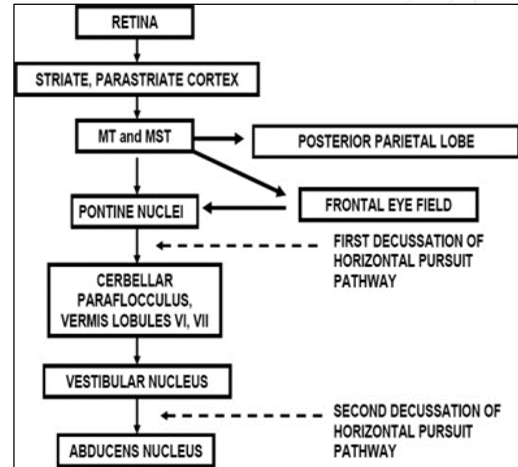 RETINA
STRIATE, PARASTRIATE CORTEX
MT and MST
POSTERIOR PARIETAL LOBE
PONTINE NUCLEI
FRONTAL EYE FIELD
FIRST DECUSSATION OF
HORIZONTAL PURSUIT
PATHWAY
CERBELLAR
PARAFLOCCULUS,
VERMIS LOBULES VI, VII
VESTIBULAR NUCLEUS
SECOND DECUSSATION OF
HORIZONTAL PURSUIT
PATHWAY
ABDUCENS NUCLEUS